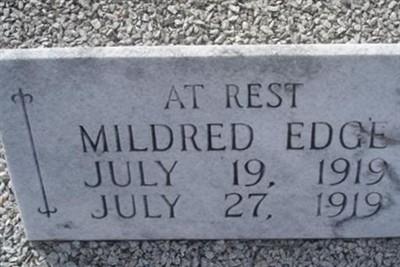 AT REST
MILDRED EDGE
JULY 19, 1919
JULY 27, 1919